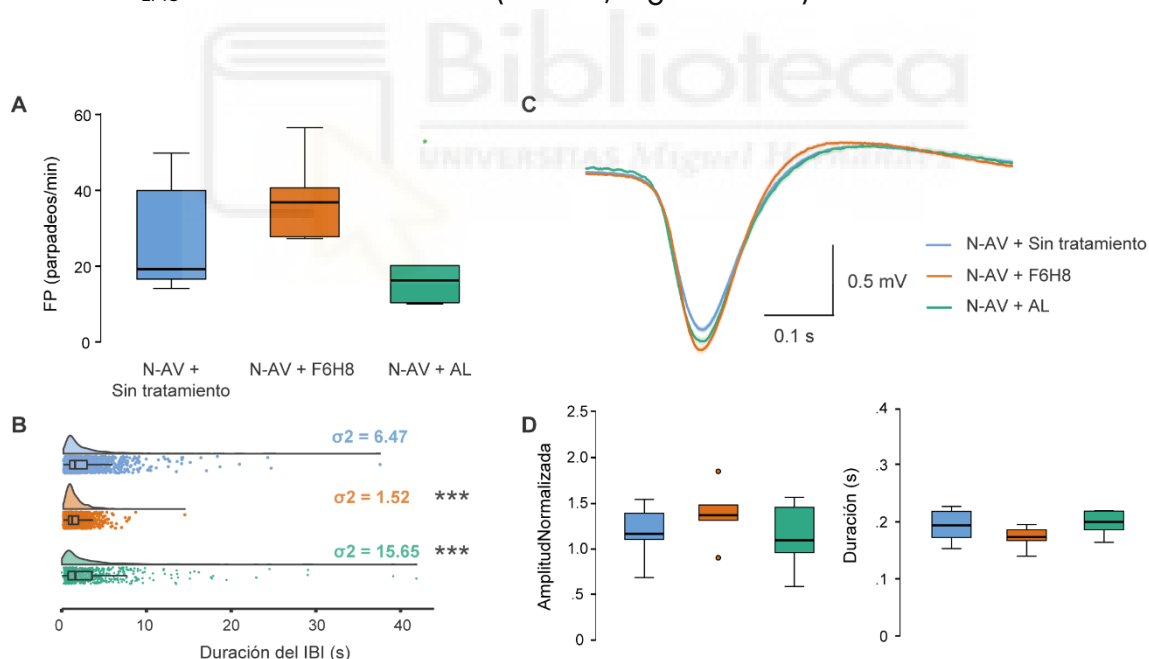 Biblioteca
UNIVERSITAS Miguel Hernández
A
60
40
20
0
FP (parpadeos/min)
N-AV +
Sin tratamiento
N-AV + F6H8
N-AV + AL
*
C
N-AV + Sin tratamiento
N-AV + F6H8
N-AV + AL
0.5 mV
0.1 s
B
σ2 = 6.47
σ2 = 1.52 ***
σ2 = 15.65 ***
0 10 20 30 40
Duración del IBI (s)
D
2.5
2.0
1.5
1.0
.5
0
AmplitudNormalizada
.4
.3
.2
.1
0
Duración (s)